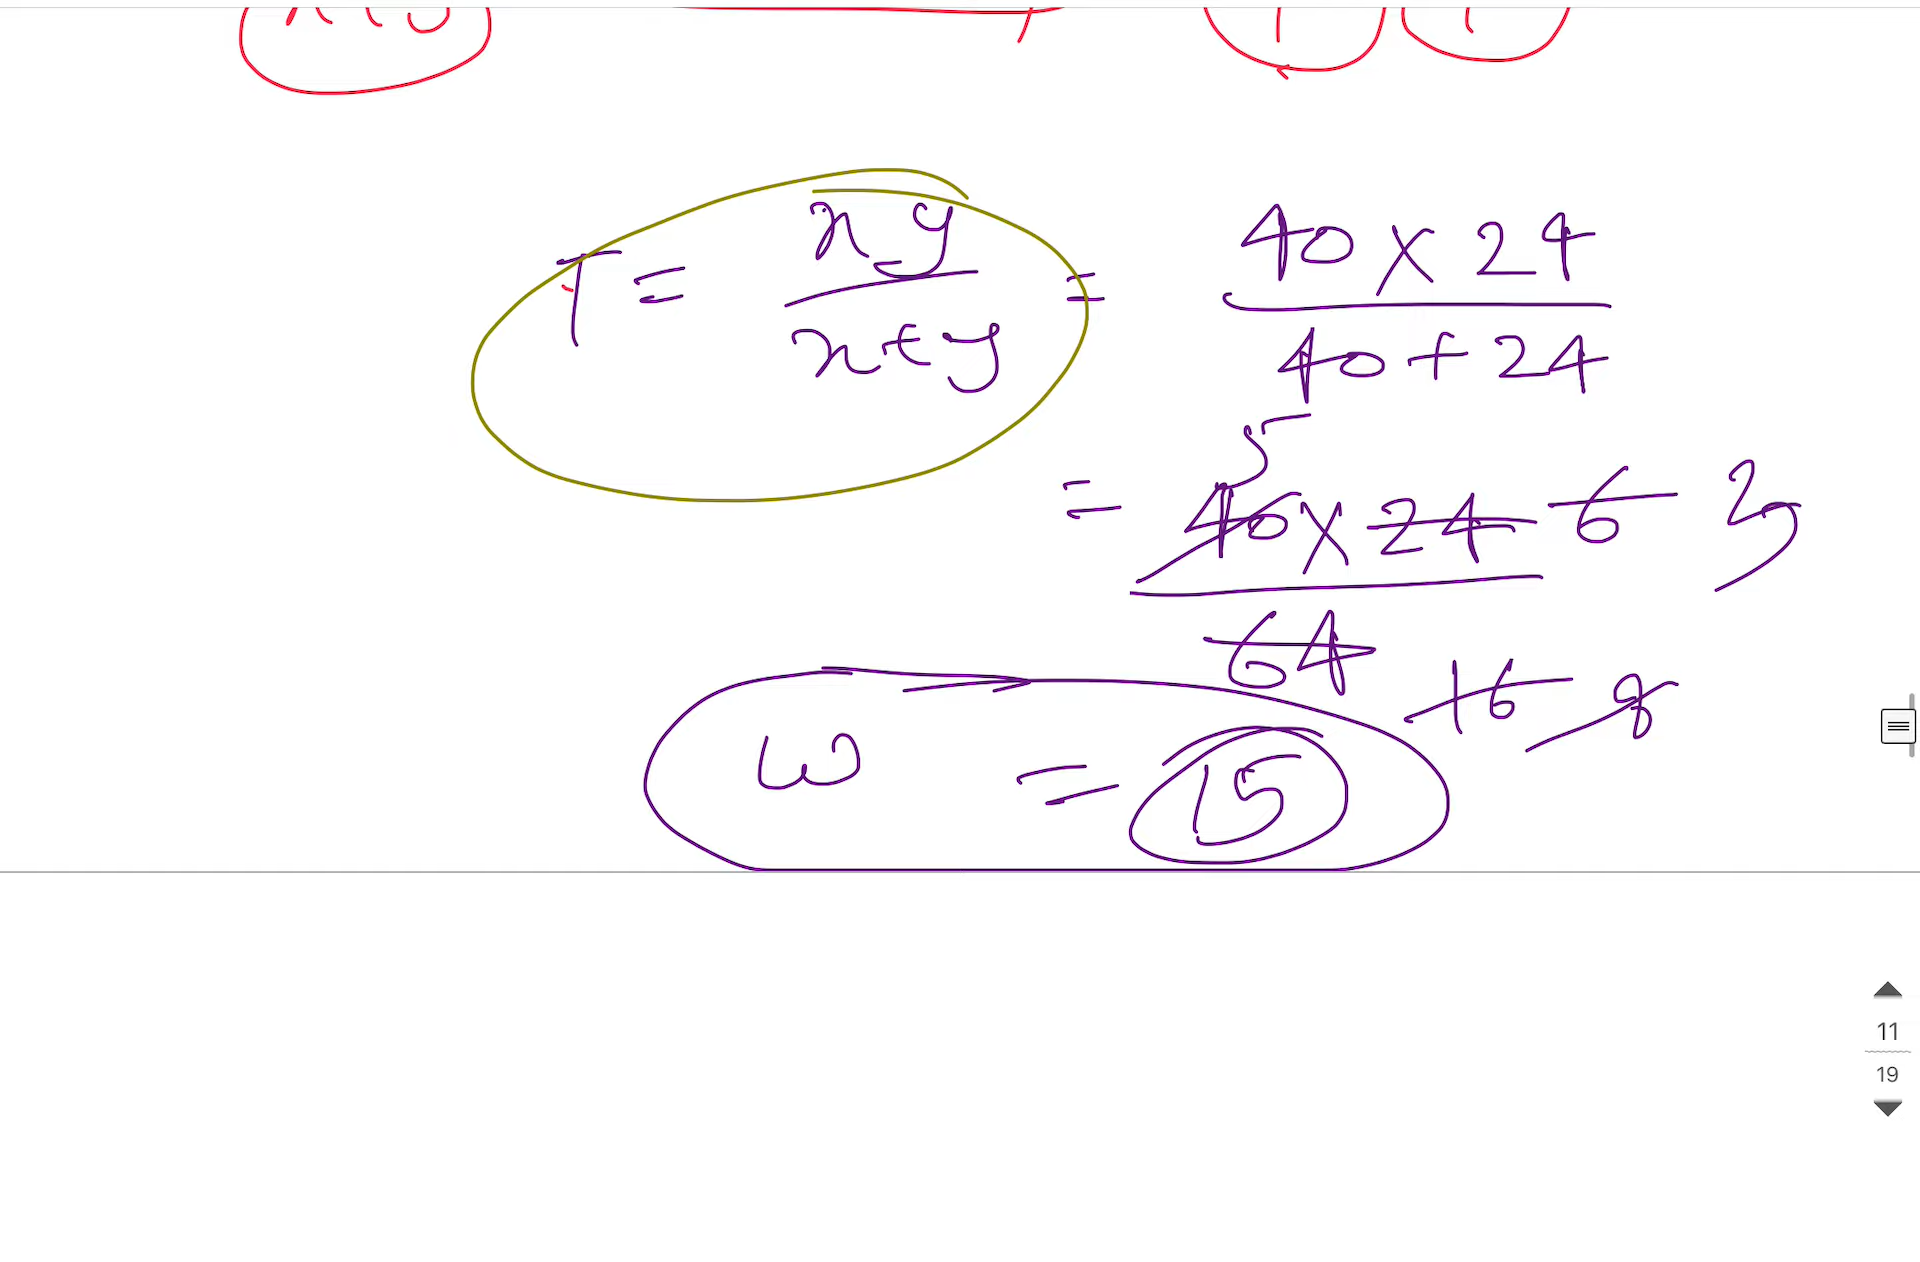 x+y
T = xy / x+y = 40 × 24 / 40 + 24
= 40 × 24 / 64 5 6 3 16 8
ω = 15
11
19